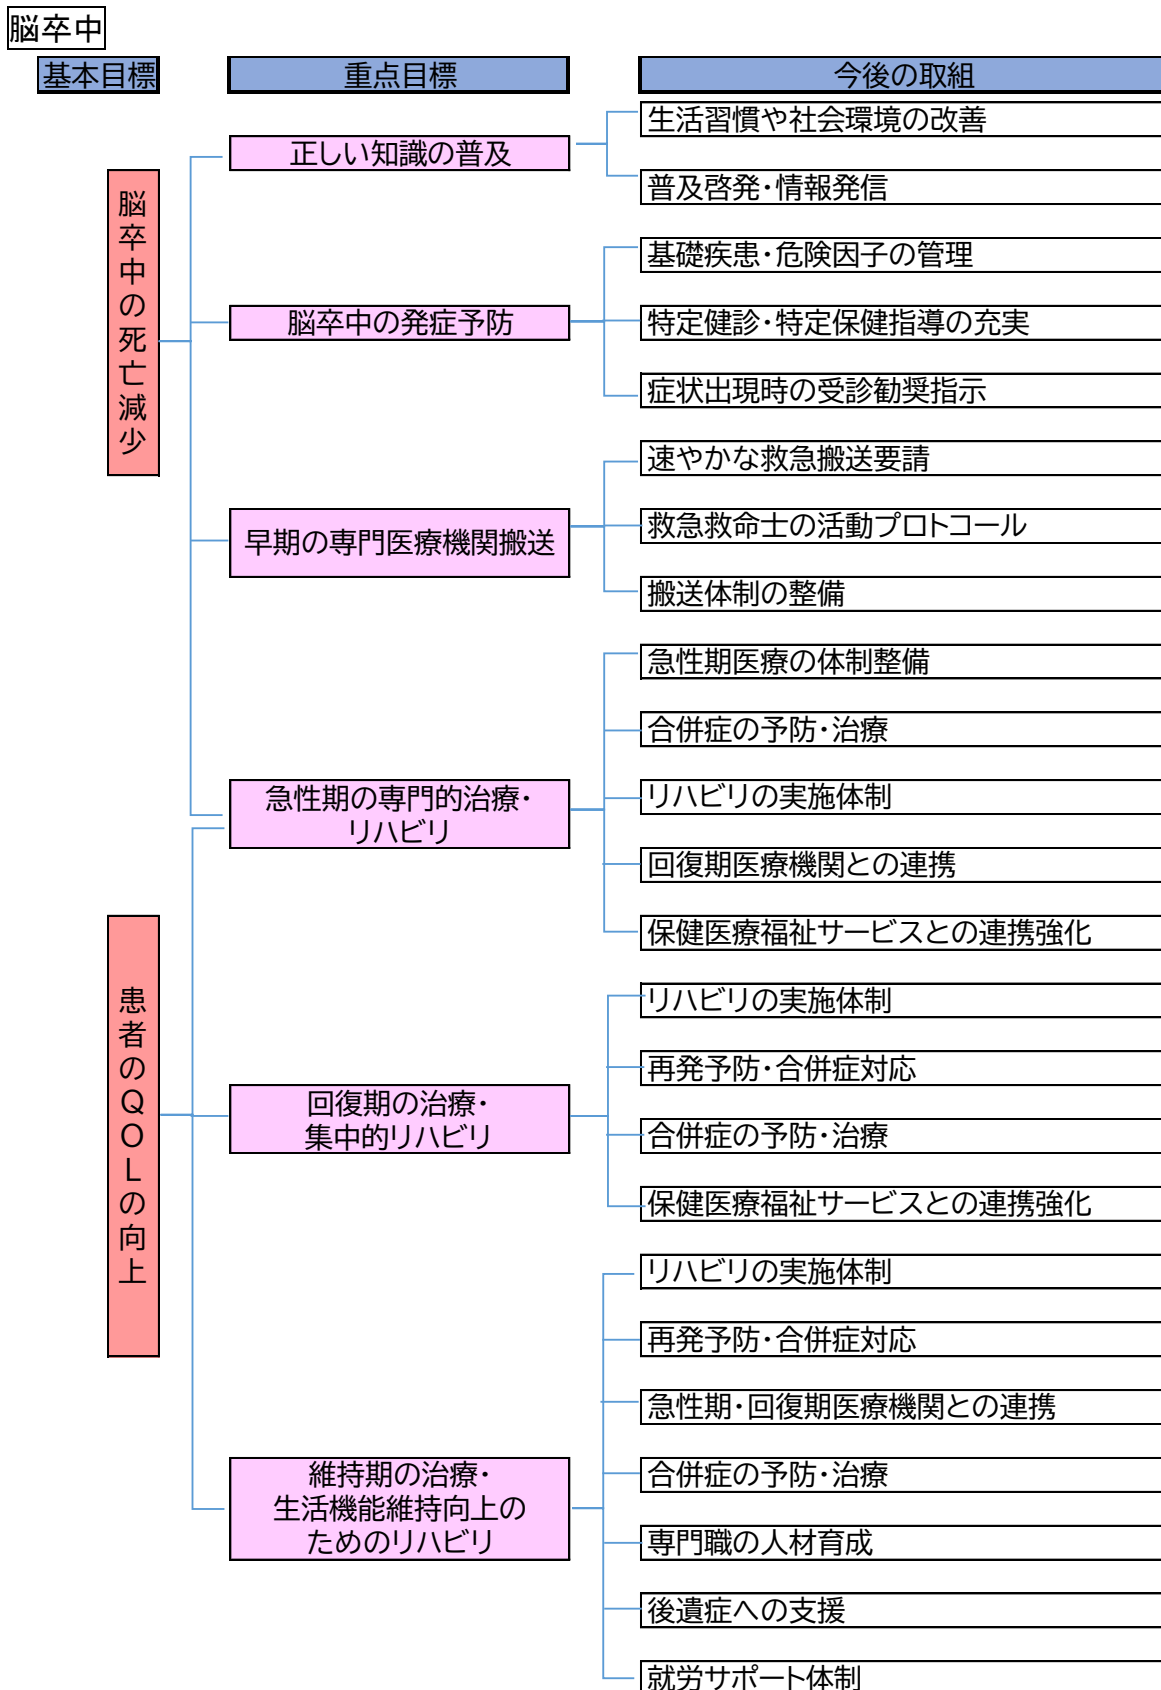 脳卒中
基本目標
重点目標
今後の取組
脳卒中の死亡減少
正しい知識の普及
生活習慣や社会環境の改善
普及啓発・情報発信
脳卒中の発症予防
基礎疾患・危険因子の管理
特定健診・特定保健指導の充実
症状出現時の受診勧奨指示
早期の専門医療機関搬送
速やかな救急搬送要請
救急救命士の活動プロトコール
搬送体制の整備
急性期の専門的治療・
リハビリ
急性期医療の体制整備
合併症の予防・治療
リハビリの実施体制
回復期医療機関との連携
保健医療福祉サービスとの連携強化
患者のQOLの向上
回復期の治療・
集中的リハビリ
リハビリの実施体制
再発予防・合併症対応
合併症の予防・治療
保健医療福祉サービスとの連携強化
維持期の治療・
生活機能維持向上の
ためのリハビリ
リハビリの実施体制
再発予防・合併症対応
急性期・回復期医療機関との連携
合併症の予防・治療
専門職の人材育成
後遺症への支援
就労サポート体制